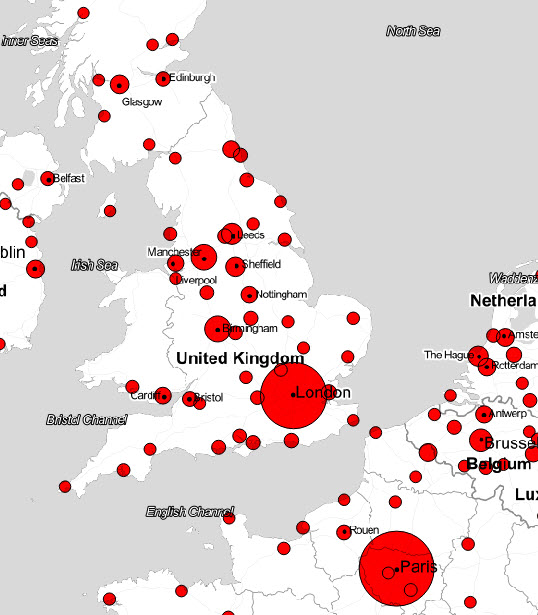 North Sea
Inner Seas
Edinburgh
Glasgow
Belfast
Leeds
blin
Manchester
Irish Sea
Sheffield
Liverpool
Waddenz
d
Nottingham
Netherla
Birmingham
Amste
The Hague
United Kingdom
Rotterdam
London
Cardiff
Bristol
Antwerp
Bristol Channel
Brusse
Belgium
Lux
English Channel
Rouen
Paris